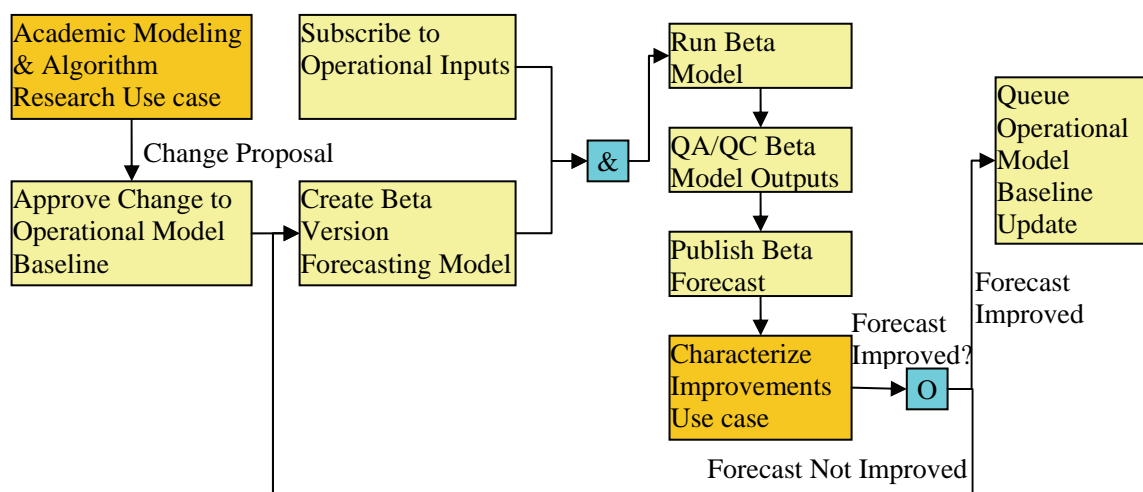 Academic Modeling
& Algorithm
Research Use case
Change Proposal
Approve Change to
Operational Model
Baseline
Subscribe to
Operational Inputs
Create Beta
Version
Forecasting Model
&
Run Beta
Model
QA/QC Beta
Model Outputs
Publish Beta
Forecast
Characterize
Improvements
Use case
Forecast
Improved?
O
Forecast Not Improved
Forecast
Improved
Queue
Operational
Model
Baseline
Update